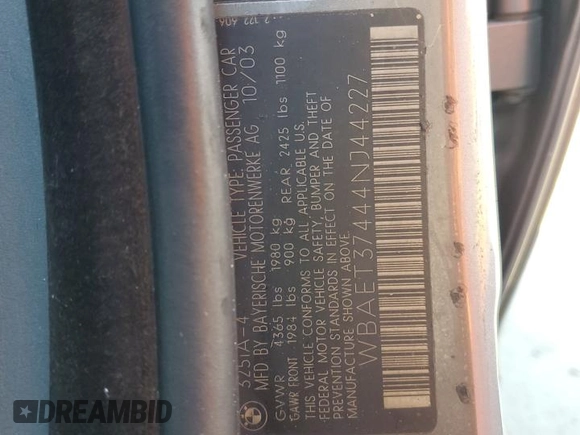 325iA-4 VEHICLE TYPE: PASSENGER CAR
MFD BY BAYERISCHE MOTORENWERKE AG 10/03
GVWR 4365 lbs 1980 kg
GAWR FRONT 1984 lbs 900 kg REAR 2425 lbs 1100 kg
THIS VEHICLE CONFORMS TO ALL APPLICABLE U.S.
FEDERAL MOTOR VEHICLE SAFETY, BUMPER AND THEFT
PREVENTION STANDARDS IN EFFECT ON THE DATE OF
MANUFACTURE SHOWN ABOVE.
WBAET37444NJ44227
DREAMBID